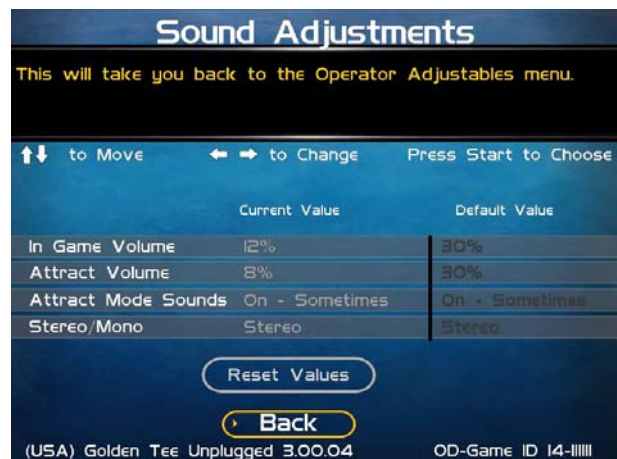 Sound Adjustments
This will take you back to the Operator Adjustables menu.
to Move to Change Press Start to Choose
Current Value Default Value
In Game Volume 12% 30%
Attract Volume 8% 30%
Attract Mode Sounds On - Sometimes On - Sometimes
Stereo/Mono Stereo Stereo
Reset Values
Back
(USA) Golden Tee Unplugged 3.00.04 OD-Game ID 14-111111